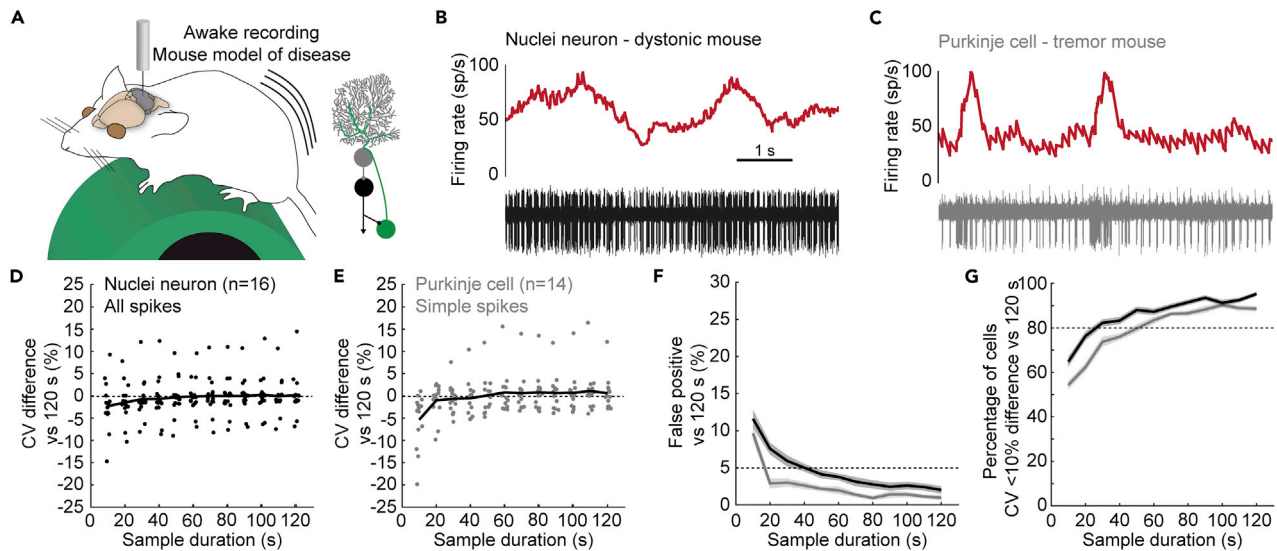 A
Awake recording
Mouse model of disease
B
Nuclei neuron - dystonic mouse
Firing rate (sp/s)
100
50
0
1 s
C
Purkinje cell - tremor mouse
Firing rate (sp/s)
100
50
0
D
Nuclei neuron (n=16)
All spikes
CV difference
vs 120 s (%)
25
20
15
10
5
0
-5
-10
-15
-20
-25
0 20 40 60 80 100 120
Sample duration (s)
E
Purkinje cell (n=14)
Simple spikes
CV difference
vs 120 s (%)
25
20
15
10
5
0
-5
-10
-15
-20
-25
0 20 40 60 80 100 120
Sample duration (s)
F
False positive
vs 120 s (%)
30
25
20
15
10
5
0
0 20 40 60 80 100 120
Sample duration (s)
G
Percentage of cells
CV <10% difference vs 120 s
100
90
80
70
60
50
40
30
20
10
0
0 20 40 60 80 100 120
Sample duration (s)